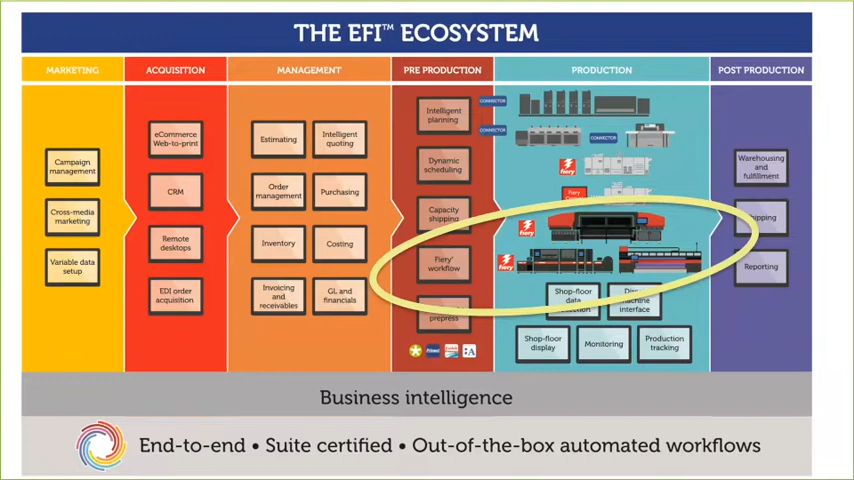 THE EFI™ ECOSYSTEM
MARKETING
ACQUISITION
MANAGEMENT
PRE PRODUCTION
PRODUCTION
POST PRODUCTION
Campaign
management
Cross-media
marketing
Variable data
setup
eCommerce
Web-to-print
CRM
Remote
desktops
EDI order
acquisition
Estimating
Intelligent
quoting
Order
management
Purchasing
Inventory
Costing
Invoicing
and
receivables
GL and
financials
Intelligent
planning
Dynamic
scheduling
Capacity
shipping
Fiery'
workflow
prepress
CONNECTOR
CONNECTOR
CONNECTOR
fiery
Fiery
fiery
fiery
Shop-floor
data
machine
interface
Shop-floor
display
Monitoring
Production
tracking
Warehousing
and
fulfillment
Reporting
Business intelligence
End-to-end • Suite certified • Out-of-the-box automated workflows